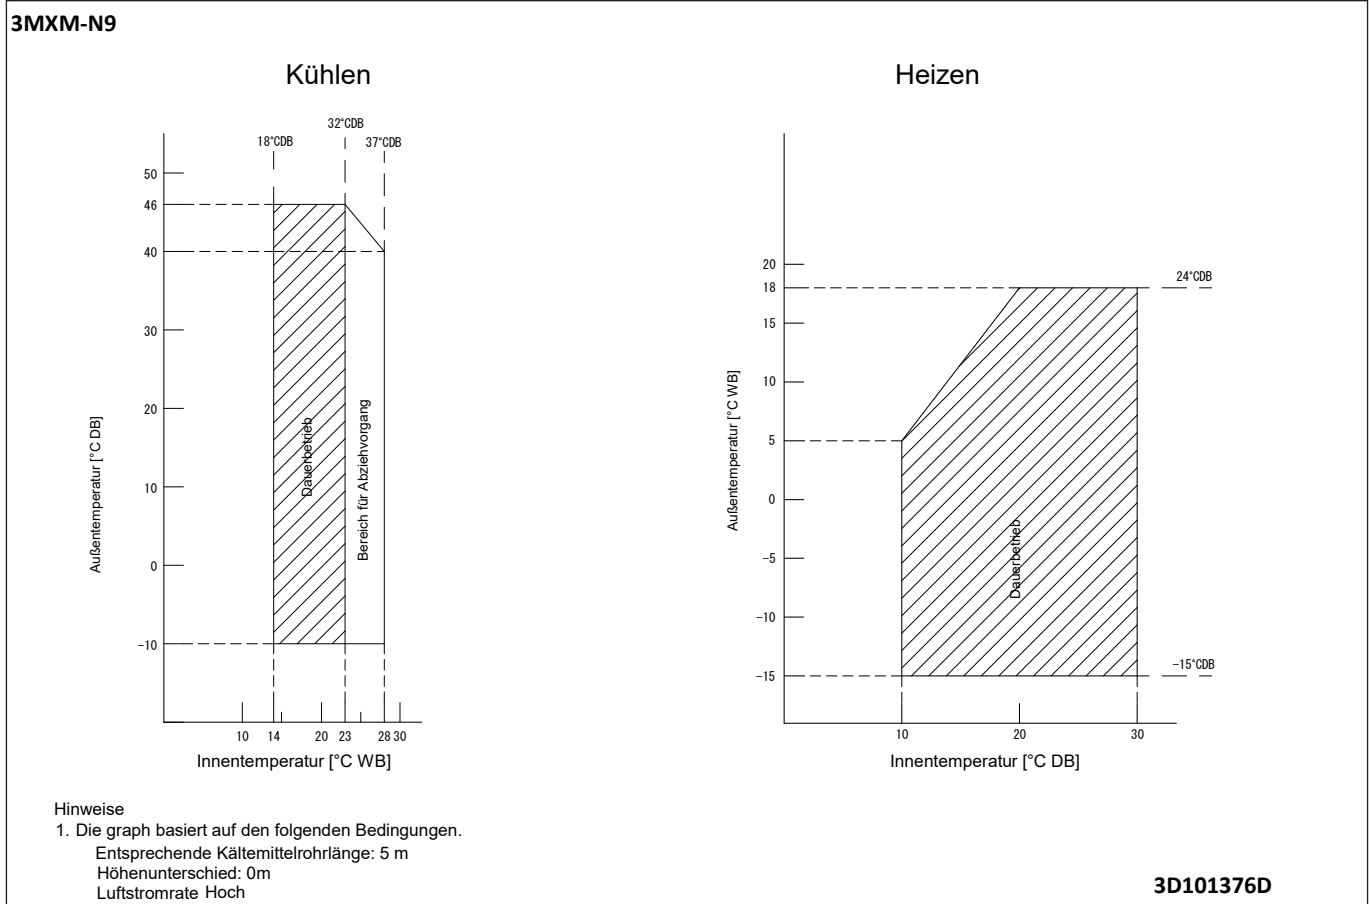 3MXM-N9
Kühlen
32°CDB
18°CDB
37°CDB
50
46
40
30
20
10
0
-10
Außentemperatur [°C DB]
Dauerbetrieb
Bereich für Abziehvorgang
10 14 20 23 28 30
Innentemperatur [°C WB]
Heizen
20
18
15
10
5
0
-5
-10
-15
24°CDB
-15°CDB
Außentemperatur [°C WB]
Dauerbetrieb
10 20 30
Innentemperatur [°C DB]
Hinweise
1. Die graph basiert auf den folgenden Bedingungen.
Entsprechende Kältemittelrohrlänge: 5 m
Höhenunterschied: 0m
Luftstromrate Hoch
3D101376D